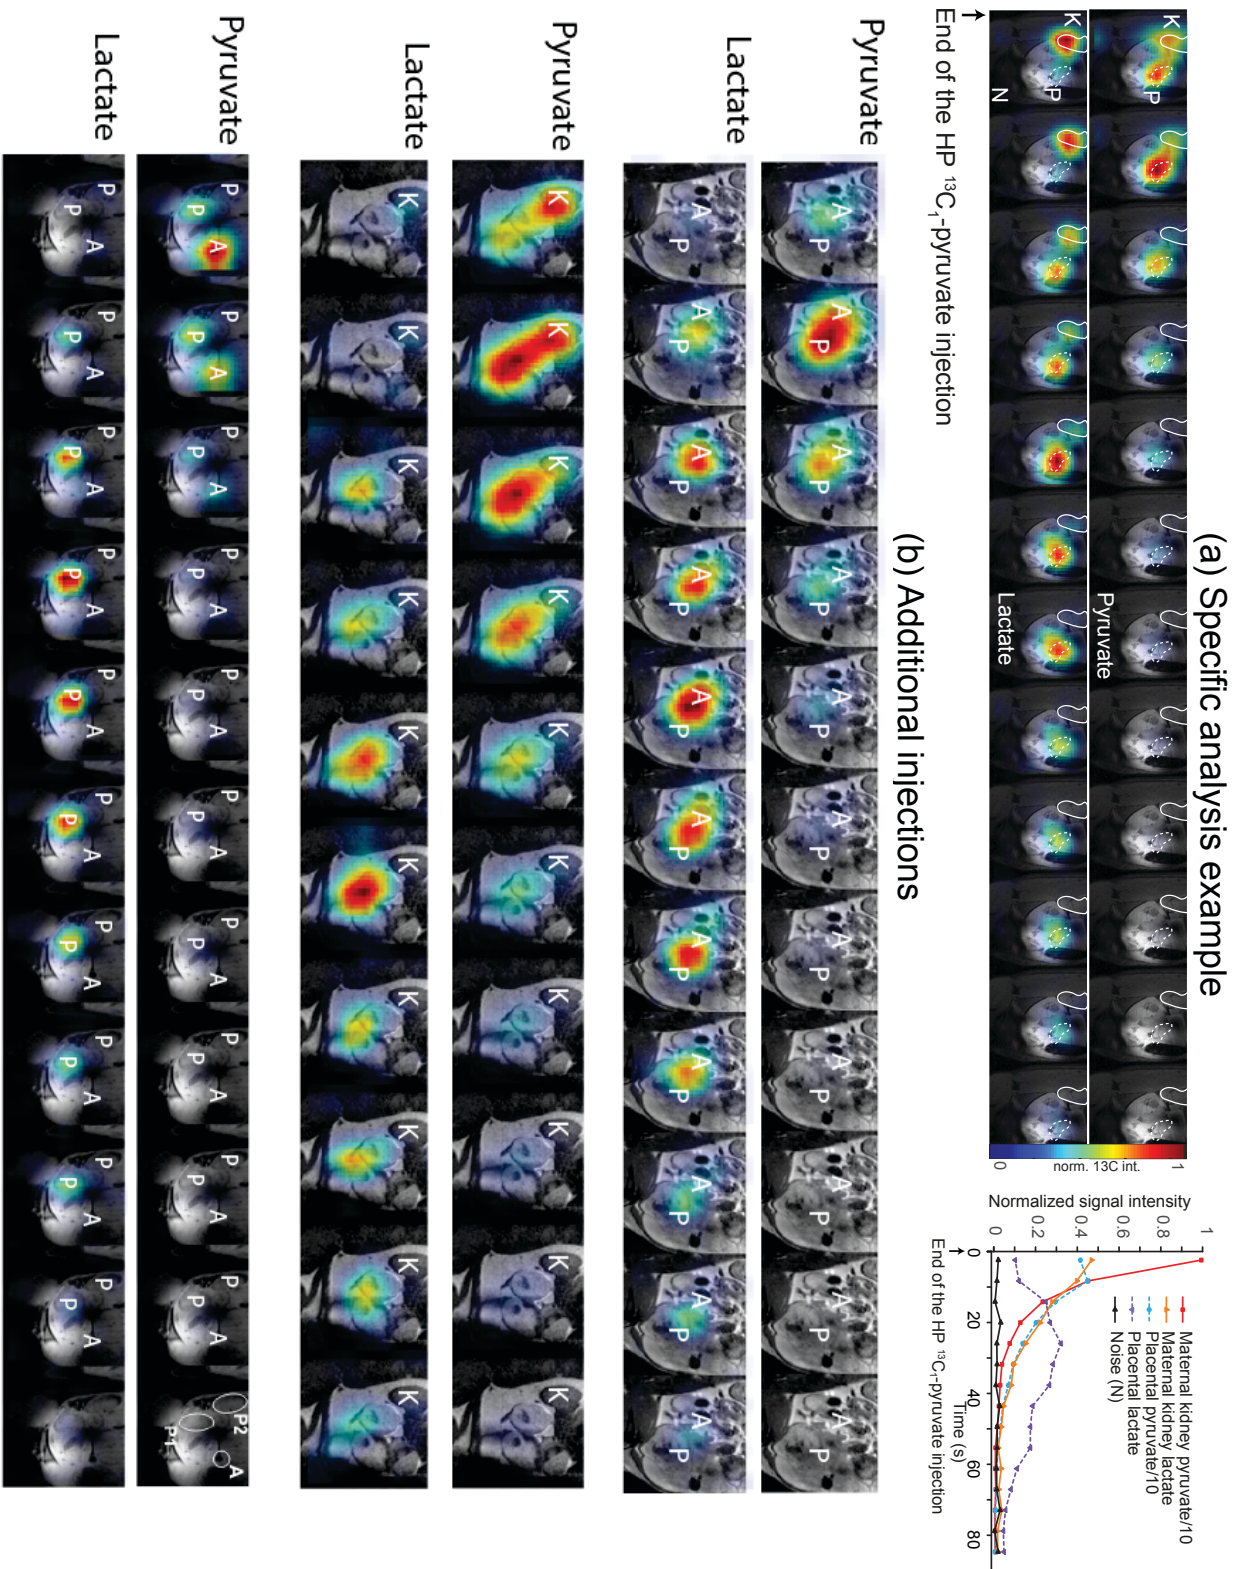 (a) Specific analysis example
K
P
Pyruvate
K
P
N
Lactate
0
norm. 13C int.
1
End of the HP ¹³C₁-pyruvate injection
Normalized signal intensity
1
0.8
0.6
0.4
0.2
0
0
20
40
60
80
Time (s)
End of the HP ¹³C₁-pyruvate injection
Maternal kidney pyruvate/10
Maternal kidney lactate
Placental pyruvate/10
Placental lactate
Noise (N)
(b) Additional injections
Pyruvate
A A A A A A A A A A A
P P P P P P P P P P P
Lactate
A A A A A A A A A A A
P P P P P P P P P P P
Pyruvate
K K K K K K K K K K
Lactate
K K K K K K K K K K
Pyruvate
P P P P P P P P P P P2
P P P P P P P P P P P1
A A A A A A A A A A A
Lactate
P P P P P P P P P P
P P P P P P P P P P
A A A A A A A A A A